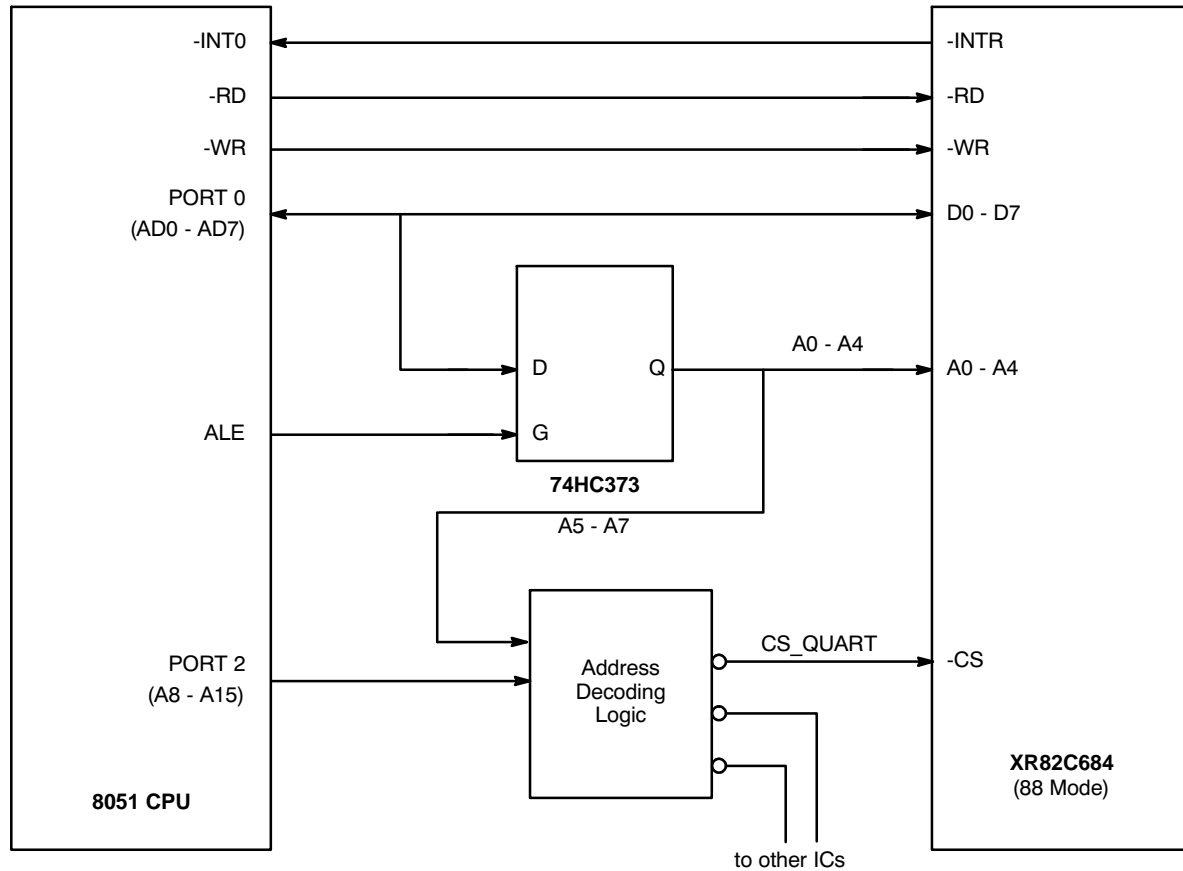 -INT0
-INTR
-RD
-RD
-WR
-WR
PORT 0
(AD0 - AD7)
D0 - D7
A0 - A4
D
Q
A0 - A4
ALE
G
74HC373
A5 - A7
CS_QUART
PORT 2
(A8 - A15)
Address
Decoding
Logic
-CS
XR82C684
(88 Mode)
8051 CPU
to other ICs